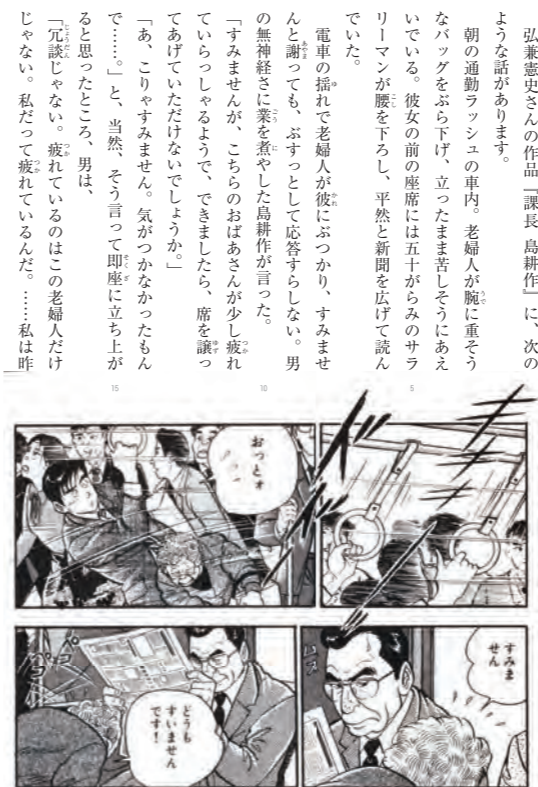 弘兼憲史さんの作品『課長 島耕作』に、次の
ような話があります。
朝の通勤ラッシュの車内。老婦人が腕に重そう
なバッグをぶら下げ、立ったまま苦しそうにあえ
いでいる。彼女の前の座席には五十がらみのサラ
リーマンが腰を下ろし、平然と新聞を広げて読ん
でいた。
電車の揺れで老婦人が彼にぶつかり、すみませ
んと謝っても、ぶすっとして応答すらしない。男
の無神経さに業を煮やした島耕作が言った。
「すみませんが、こちらのおばあさんが少し疲れ
ていらっしゃるようで、できましたら、席を譲っ
てあげていただけないでしょうか。」
「あ、こりゃすみません。気がつかなかったもん
で……。」と、当然、そう言って即座に立ち上が
ると思ったところ、男は、
「冗談じゃない。疲れているのはこの老婦人だけ
じゃない。私だって疲れているんだ。……私は昨
5
10
15
おっとォ
すみま
せん
ムッ
どうも
すいません
です！
ペコ
ペコ